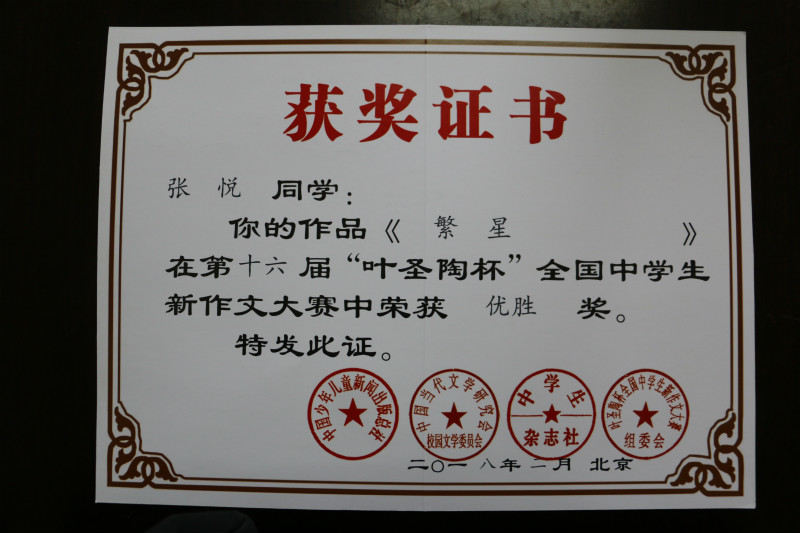 获奖证书
张 悦 同学：
你的作品《 繁 星 》
在第十六届“叶圣陶杯”全国中学生
新作文大赛中荣获 优胜 奖。
特发此证。
中国少年儿童新闻出版总社
中国当代文学研究会
校园文学委员会
中学生
杂志社
叶圣陶杯全国中学生新作文大赛
组委会
二〇一八年二月 北京